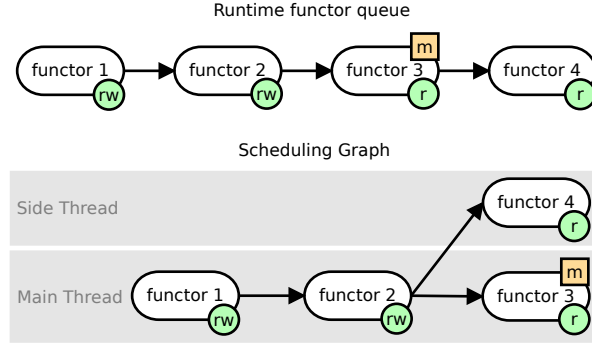 Runtime functor queue
m
functor 1 functor 2 functor 3 functor 4
rw rw r r
Scheduling Graph
Side Thread functor 4
r
m
Main Thread functor 1 functor 2 functor 3
rw rw r